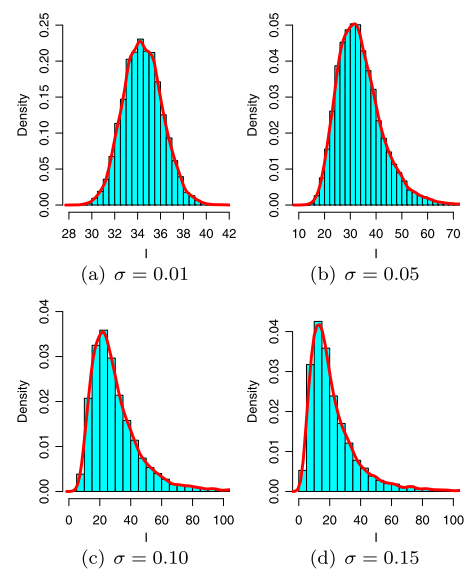 0.00 0.05 0.10 0.15 0.20 0.25
Density
28 30 32 34 36 38 40 42
I
(a) σ = 0.01
0.00 0.01 0.02 0.03 0.04 0.05
Density
10 20 30 40 50 60 70
I
(b) σ = 0.05
0.00 0.01 0.02 0.03 0.04
Density
0 20 40 60 80 100
I
(c) σ = 0.10
0.00 0.01 0.02 0.03 0.04
Density
0 20 40 60 80 100
I
(d) σ = 0.15